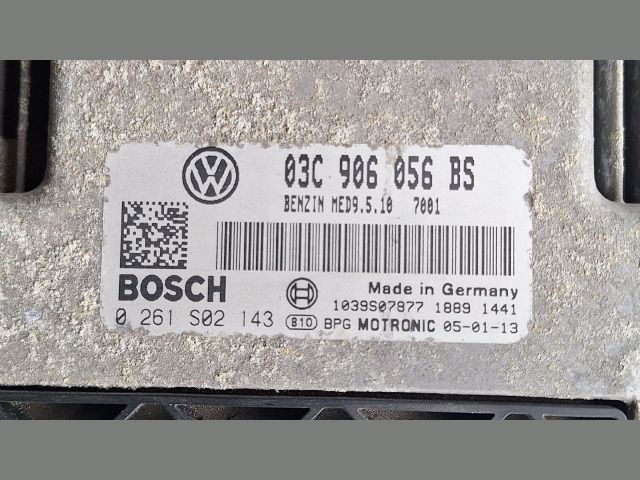 03C 906 056 BS
BENZIN MED9.5.10 7001
BOSCH
Made in Germany
1039S07877 1889 1441
0 261 S02 143 B10 BPG MOTRONIC 05-01-13